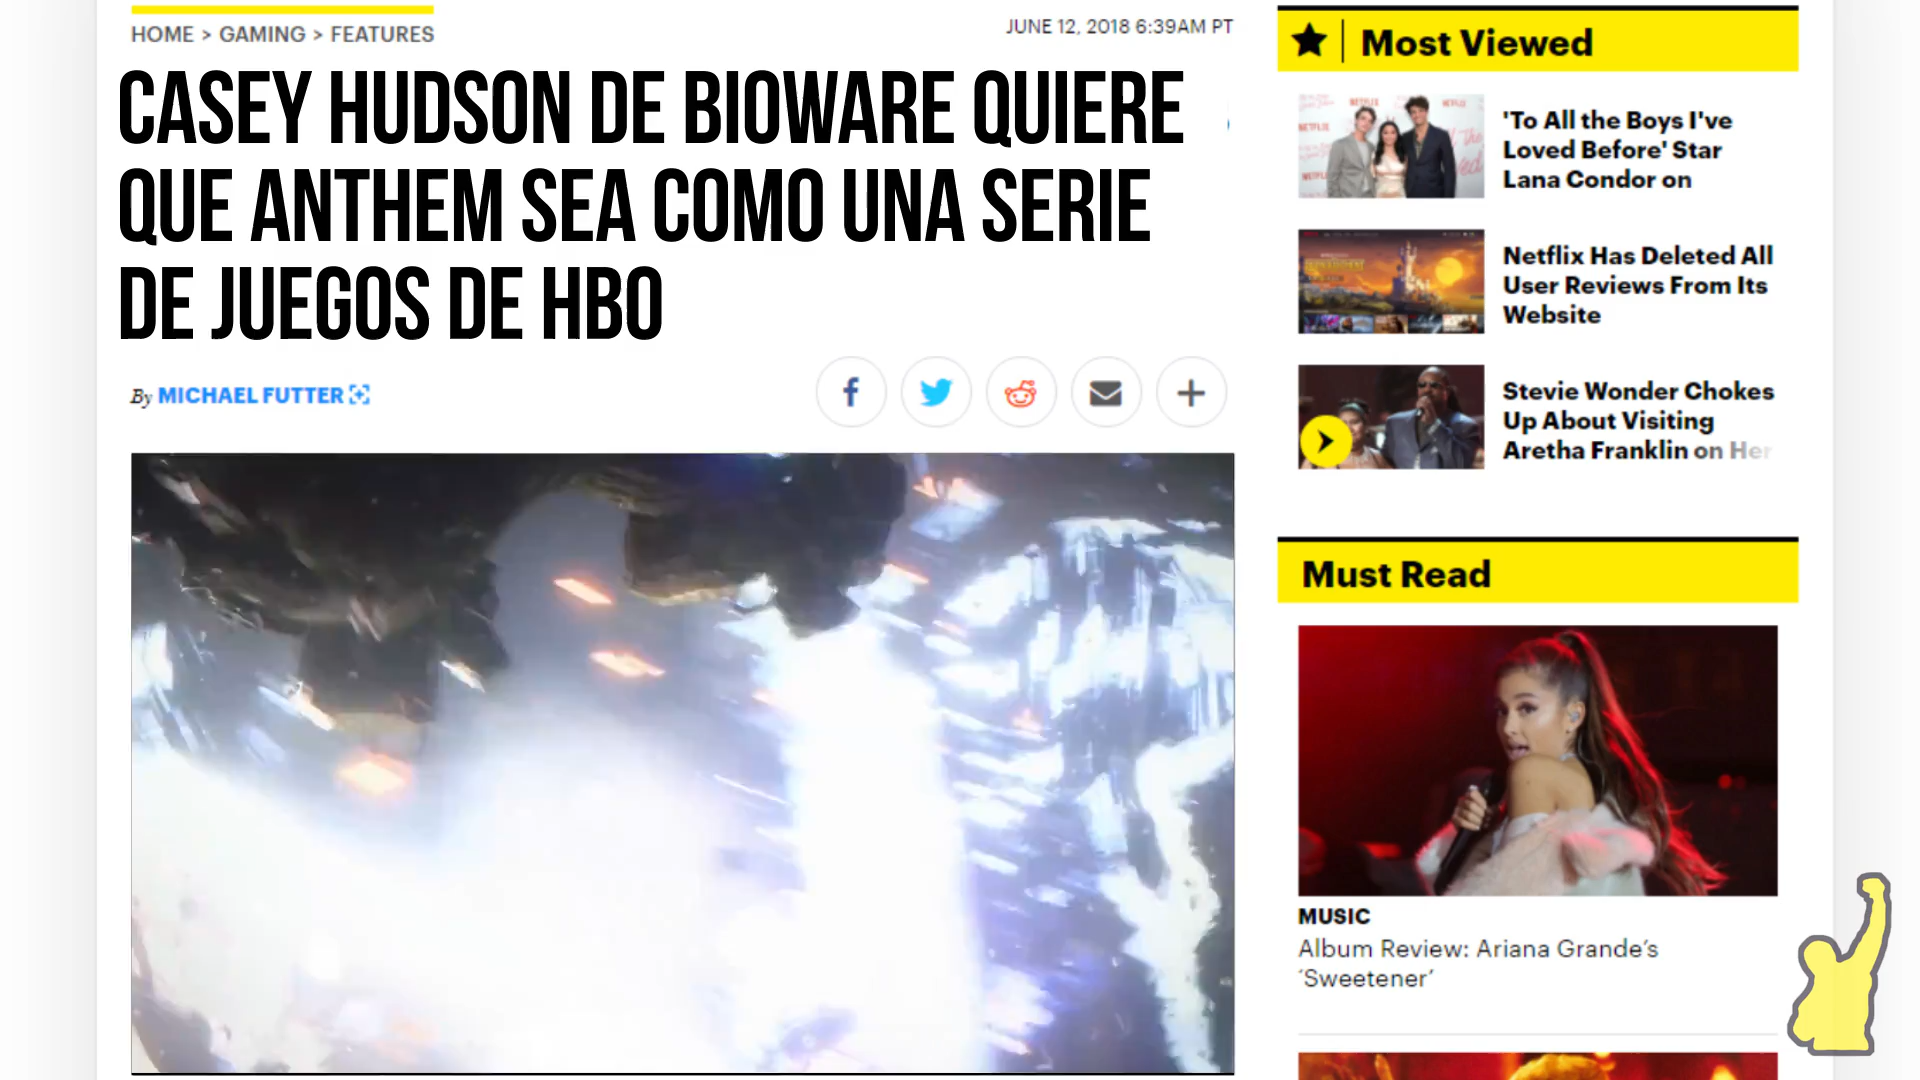 HOME > GAMING > FEATURES
JUNE 12, 2018 6:39AM PT
CASEY HUDSON DE BIOWARE QUIERE
QUE ANTHEM SEA COMO UNA SERIE
DE JUEGOS DE HBO
By MICHAEL FUTTER
Most Viewed
'To All the Boys I've
Loved Before' Star
Lana Condor on
NETFLIX
Netflix Has Deleted All
User Reviews From Its
Website
Stevie Wonder Chokes
Up About Visiting
Aretha Franklin on Her
Must Read
MUSIC
Album Review: Ariana Grande’s
‘Sweetener’